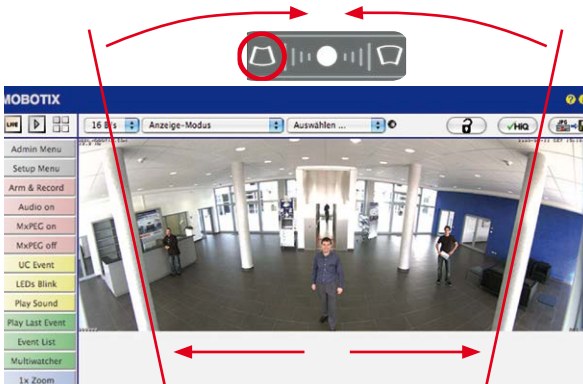 MOBOTIX
LIVE
16 B/s Anzeige-Modus Auswählen ... HiQ
Admin Menu
Setup Menu
Arm & Record
Audio on
MxPEG on
MxPEG off
UC Event
LEDs Blink
Play Sound
Play Last Event
Event List
Multiwatcher
1x Zoom